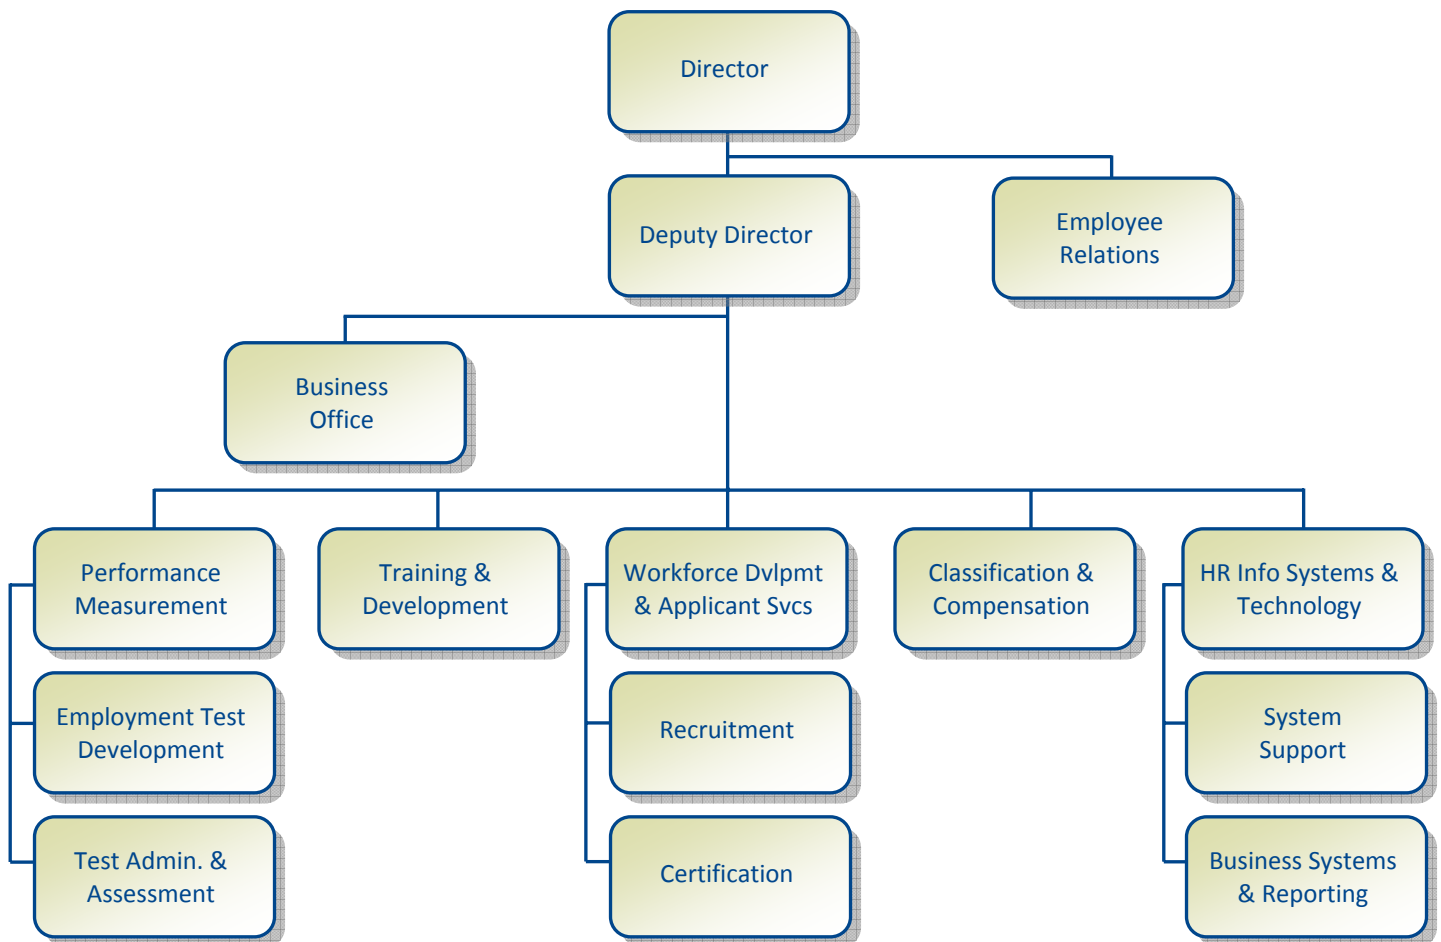 Director
Deputy Director
Employee
Relations
Business
Office
Performance
Measurement
Training &
Development
Workforce Dvlpmt
& Applicant Svcs
Classification &
Compensation
HR Info Systems &
Technology
Employment Test
Development
Recruitment
System
Support
Test Admin. &
Assessment
Certification
Business Systems
& Reporting